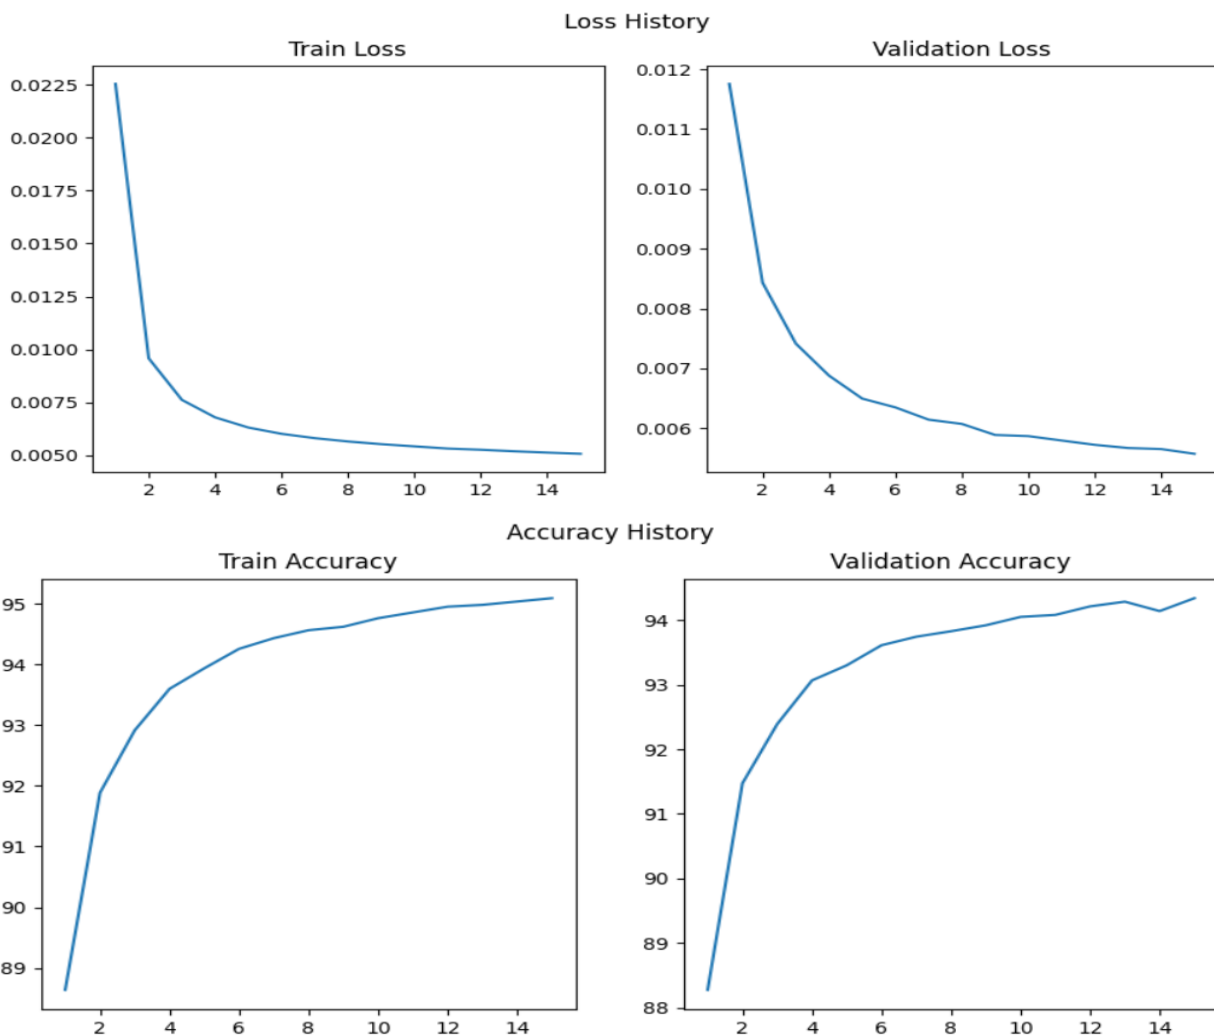 Loss History
Train Loss
0.0225
0.0200
0.0175
0.0150
0.0125
0.0100
0.0075
0.0050
2 4 6 8 10 12 14
Validation Loss
0.012
0.011
0.010
0.009
0.008
0.007
0.006
2 4 6 8 10 12 14
Accuracy History
Train Accuracy
95
94
93
92
91
90
89
2 4 6 8 10 12 14
Validation Accuracy
94
93
92
91
90
89
88
2 4 6 8 10 12 14